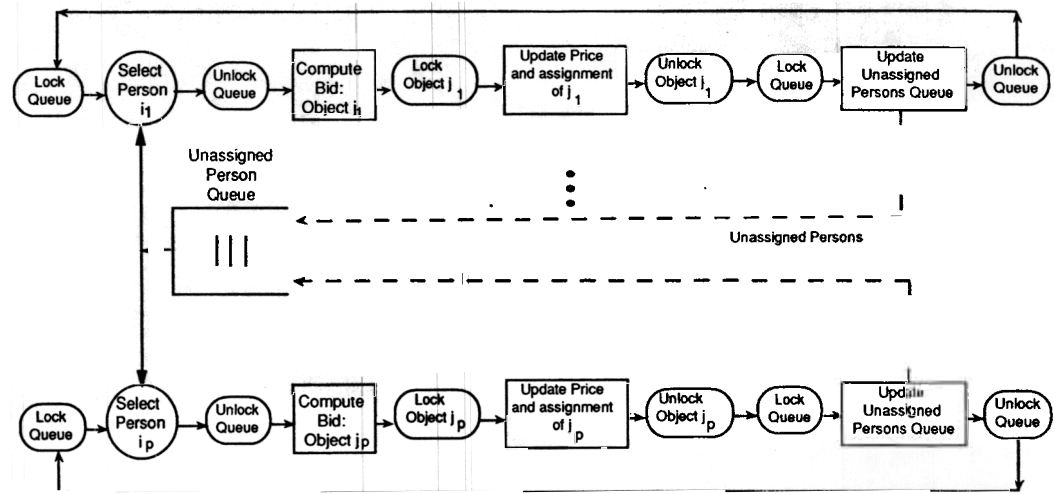 Lock
Queue
Select
Person
i1
Unlock
Queue
Compute
Bid:
Object j1
Lock
Object j1
Update Price
and assignment
of j1
Unlock
Object j1
Lock
Queue
Update
Unassigned
Persons Queue
Unlock
Queue
Unassigned
Person
Queue
Unassigned Persons
Lock
Queue
Select
Person
ip
Unlock
Queue
Compute
Bid:
Object jp
Lock
Object jp
Update Price
and assignment
of jp
Unlock
Object jp
Lock
Queue
Update
Unassigned
Persons Queue
Unlock
Queue